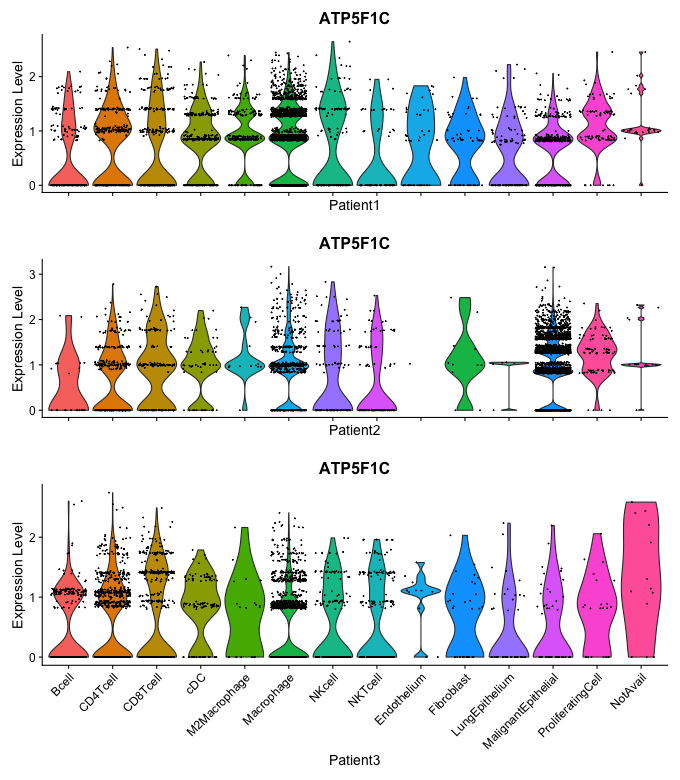 ATP5F1C
Expression Level
2
1
0
Patient1
ATP5F1C
Expression Level
3
2
1
0
Patient2
ATP5F1C
Expression Level
2
1
0
Bcell
CD4Tcell
CD8Tcell
cDC
M2Macrophage
Macrophage
NKcell
NKTcell
Endothelium
Fibroblast
LungEpithelium
MalignantEpithelial
ProliferatingCell
NotAvail
Patient3